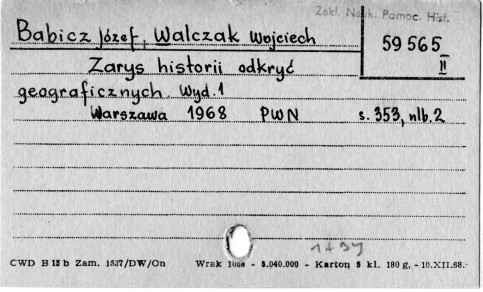 Zakł. Nauk. Pomoc. Hist.
Babicz Józef, Walczak Wojciech
59 565
II
Zarys historii odkryć
geograficznych. Wyd. 1
Warszawa 1968 PWN s. 353, nlb. 2
CWD B 15 b Zam. 1537/DW/On Wrak 1088 - 5.040.000 - Karton 5 kl. 180 g, - 10.XII.68.